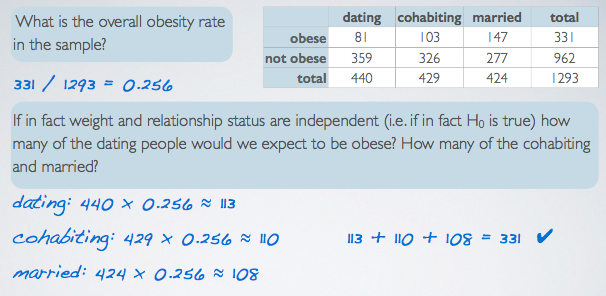 What is the overall obesity rate
in the sample?
331 / 1293 = 0.256
dating cohabiting married total
obese 81 103 147 331
not obese 359 326 277 962
total 440 429 424 1293
If in fact weight and relationship status are independent (i.e. if in fact H₀ is true) how
many of the dating people would we expect to be obese? How many of the cohabiting
and married?
dating: 440 × 0.256 ≈ 113
cohabiting: 429 × 0.256 ≈ 110
113 + 110 + 108 = 331 ✔
married: 424 × 0.256 ≈ 108